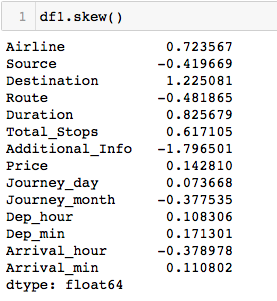 1 df1.skew()
Airline 0.723567
Source -0.419669
Destination 1.225081
Route -0.481865
Duration 0.825679
Total_Stops 0.617105
Additional_Info -1.796501
Price 0.142810
Journey_day 0.073668
Journey_month -0.377535
Dep_hour 0.108306
Dep_min 0.171301
Arrival_hour -0.378978
Arrival_min 0.110802
dtype: float64